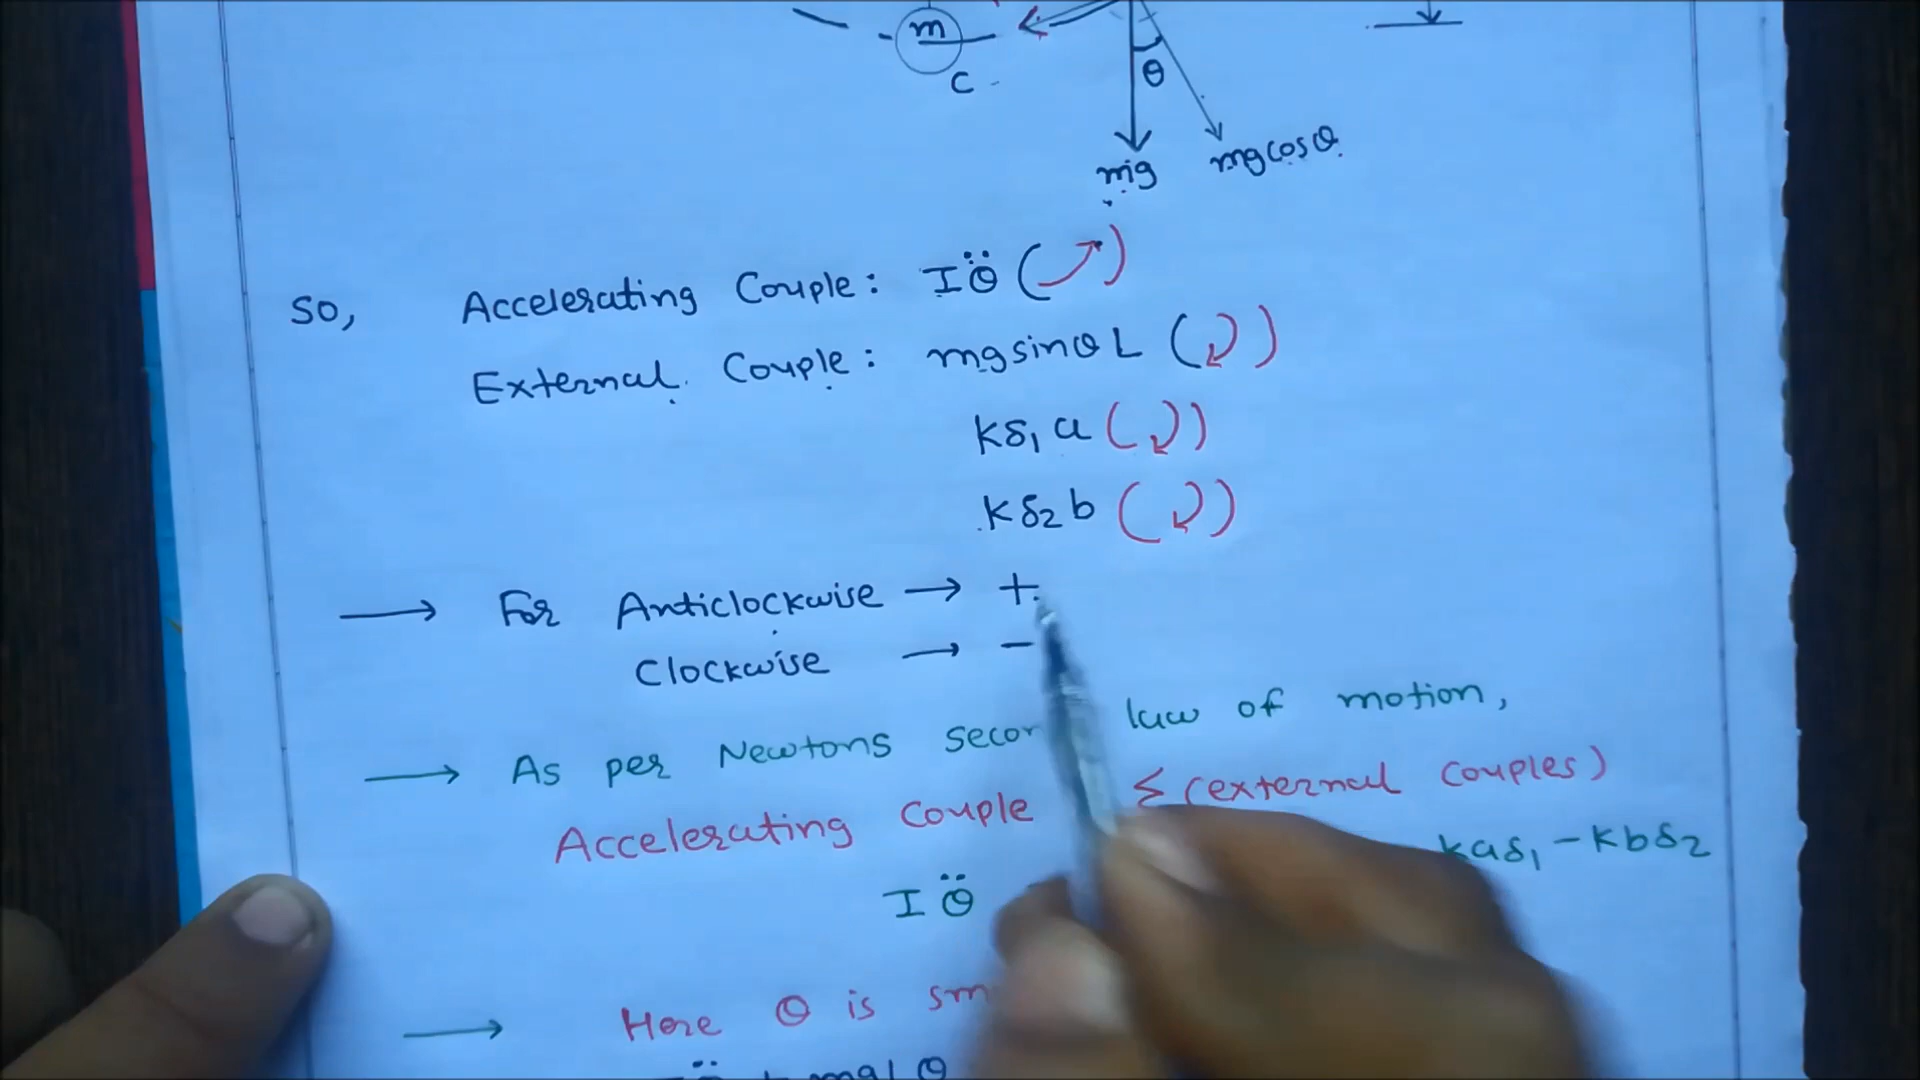 m
C
θ
mg mgcosθ
So, Accelerating Couple: Iθ̈ ( )
External Couple: mgsinθL ( )
kδ₁a ( )
kδ₂b ( )
⟶ For Anticlockwise → +
Clockwise → -
⟶ As per Newtons law of motion,
Accelerating Couple Σ(external couples)
Iθ̈ kaδ₁-kbδ₂
⟶ Here θ is